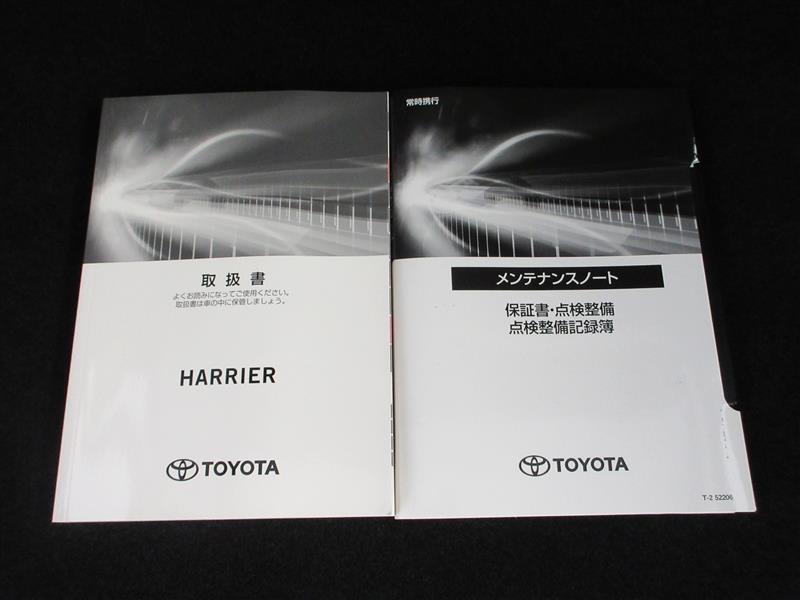 取扱書
よくお読みになってご使用ください。
取扱書は車の中に保管しましょう。
HARRIER
TOYOTA
常時携行
メンテナンスノート
保証書・点検整備
点検整備記録簿
TOYOTA
T-2 52206